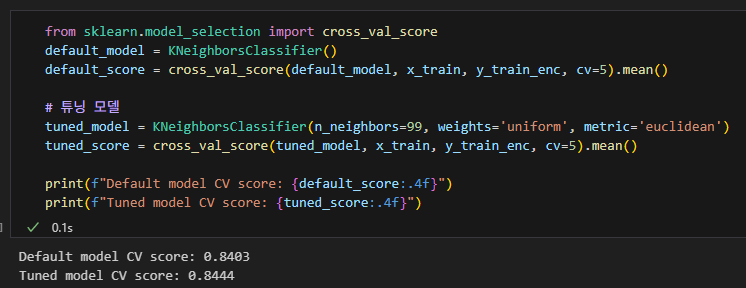 from sklearn.model_selection import cross_val_score
default_model = KNeighborsClassifier()
default_score = cross_val_score(default_model, x_train, y_train_enc, cv=5).mean()
# 튜닝 모델
tuned_model = KNeighborsClassifier(n_neighbors=99, weights='uniform', metric='euclidean')
tuned_score = cross_val_score(tuned_model, x_train, y_train_enc, cv=5).mean()
print(f"Default model CV score: {default_score:.4f}")
print(f"Tuned model CV score: {tuned_score:.4f}")
0.1s
Default model CV score: 0.8403
Tuned model CV score: 0.8444